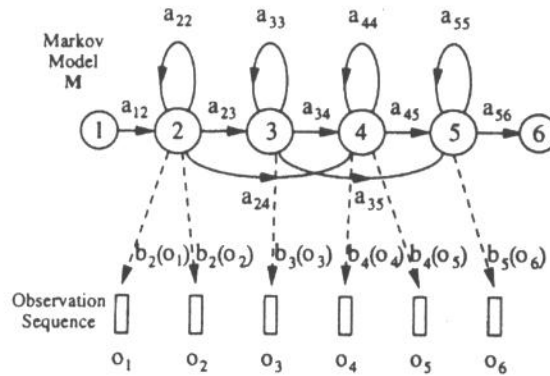 a22 a33 a44 a55
Markov
Model
M
a12 a23 a34 a45 a56
1 2 3 4 5 6
a24 a35
b2(o1) b2(o2) b3(o3) b4(o4) b4(o5) b5(o6)
Observation
Sequence
o1 o2 o3 o4 o5 o6